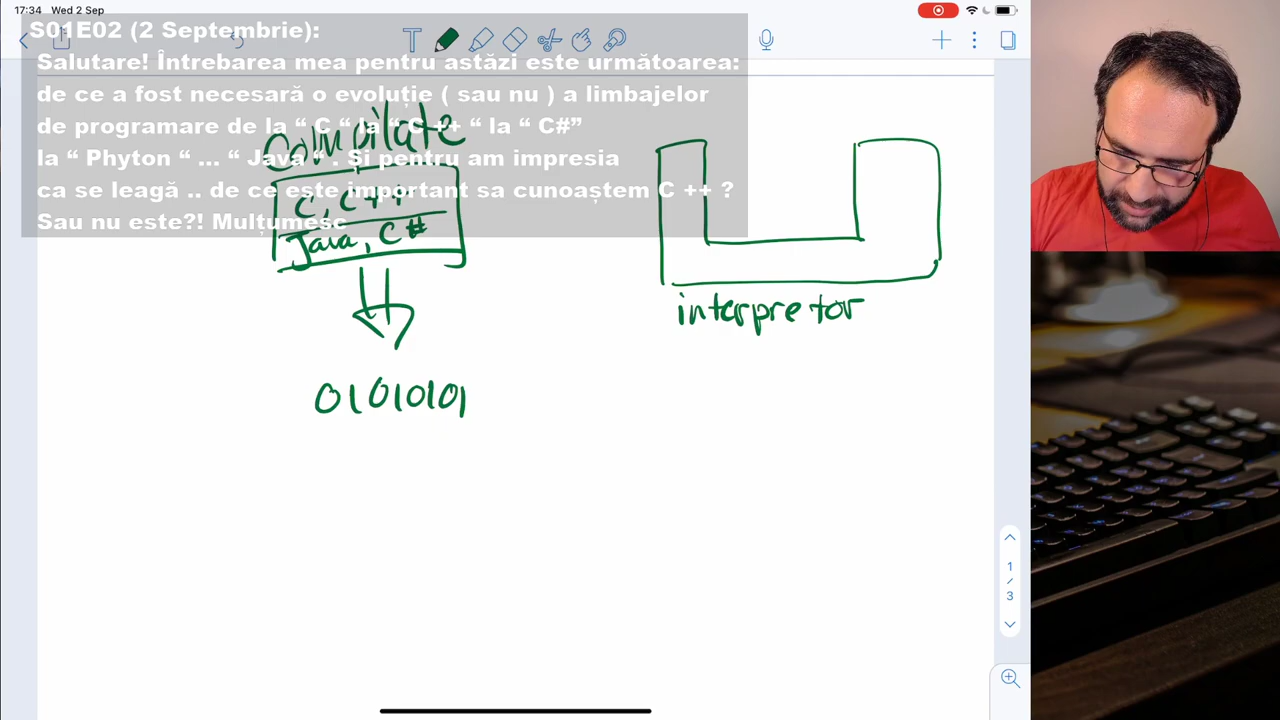 17:34 Wed 2 Sep
S01E02 (2 Septembrie):
Salutare! Întrebarea mea pentru astăzi este următoarea:
de ce a fost necesară o evoluție ( sau nu ) a limbajelor
de programare de la “ C “ la “ C ++ “ la “ C#”
la “ Phyton “ ... “ Java “ . Și pentru am impresia
ca se leagă .. de ce este important sa cunoaștem C ++ ?
Sau nu este?! Mulțumesc
Compilate
C, C++
Java, C#
01010101
interpretor
1
/
3